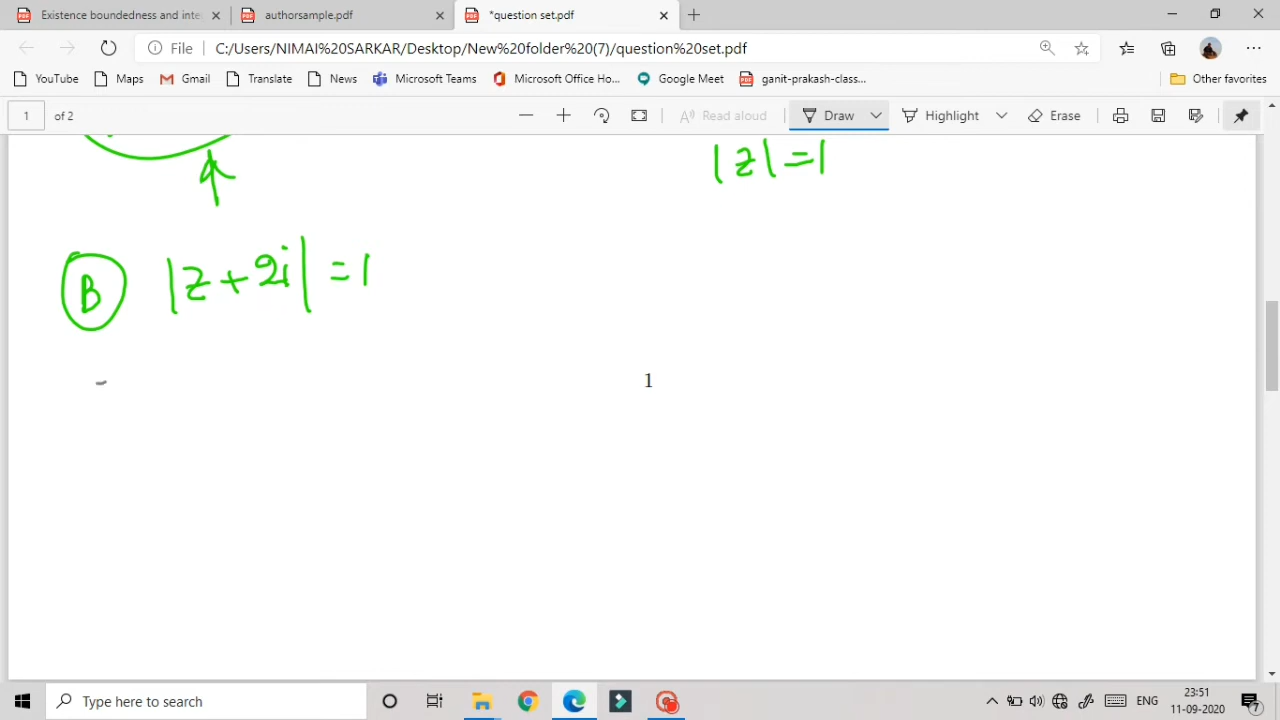 Existence boundedness and inte
authorsample.pdf
*question set.pdf
File
C:/Users/NIMAI%20SARKAR/Desktop/New%20folder%20(7)/question%20set.pdf
YouTube
Maps
Gmail
Translate
News
Microsoft Teams
Microsoft Office Ho...
Google Meet
ganit-prakash-class...
Other favorites
1 of 2
Read aloud
Draw
Highlight
Erase
|z| = 1
B |z + 2i| = 1
1
Type here to search
ENG
23:51
11-09-2020
7